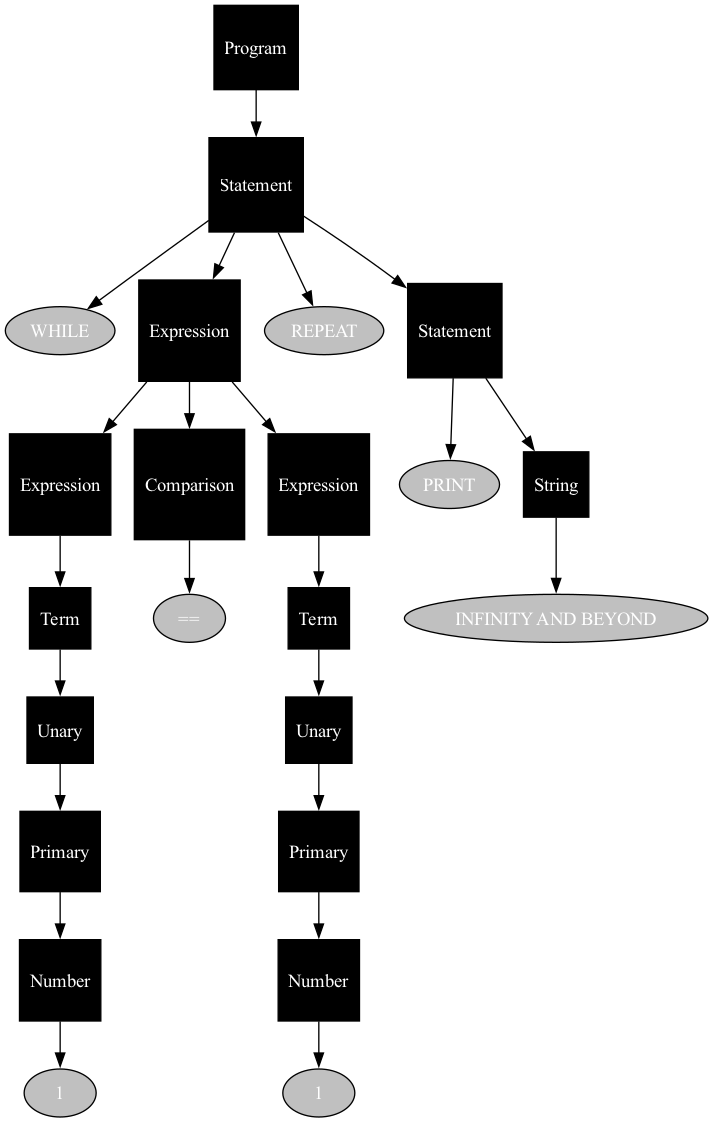 Program
Statement
WHILE
Expression
REPEAT
Statement
Expression
Comparison
Expression
PRINT
String
Term
==
Term
INFINITY AND BEYOND
Unary
Unary
Primary
Primary
Number
Number
1
1